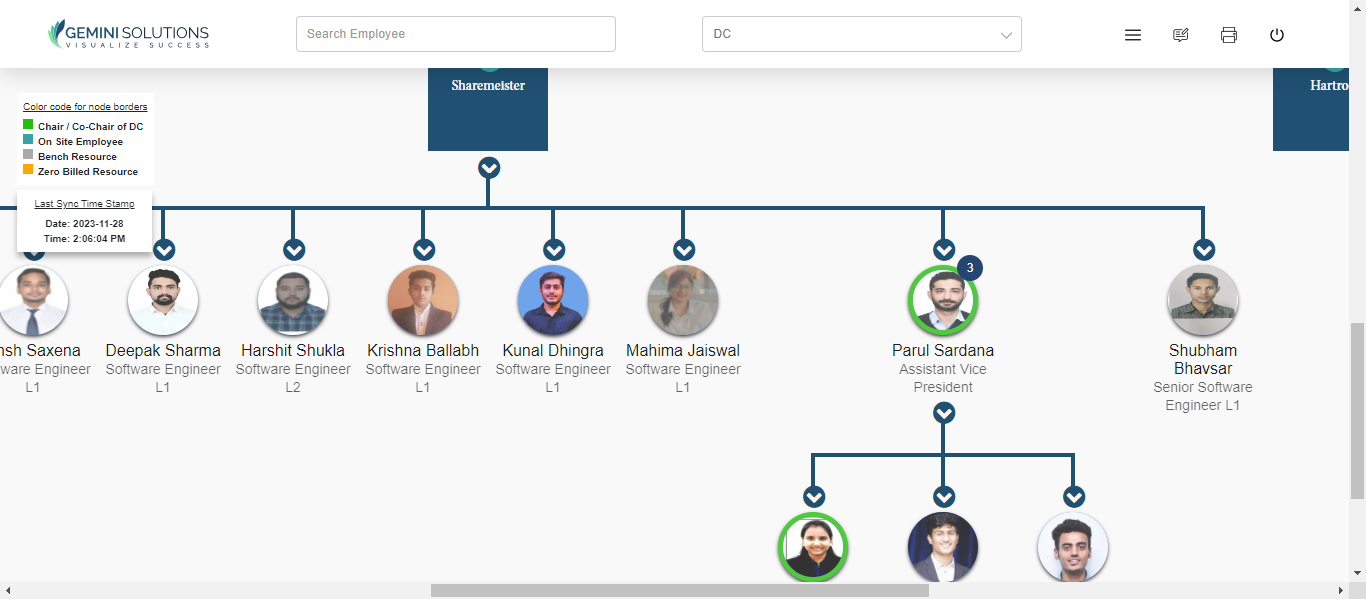 GEMINI SOLUTIONS
VISUALIZE SUCCESS
Search Employee
DC
Sharemeister
Hartro
Color code for node borders
Chair / Co-Chair of DC
On Site Employee
Bench Resource
Zero Billed Resource
Last Sync Time Stamp
Date: 2023-11-28
Time: 2:06:04 PM
3
nsh Saxena
ware Engineer
L1
Deepak Sharma
Software Engineer
L1
Harshit Shukla
Software Engineer
L2
Krishna Ballabh
Software Engineer
L1
Kunal Dhingra
Software Engineer
L1
Mahima Jaiswal
Software Engineer
L1
Parul Sardana
Assistant Vice
President
Shubham
Bhavsar
Senior Software
Engineer L1